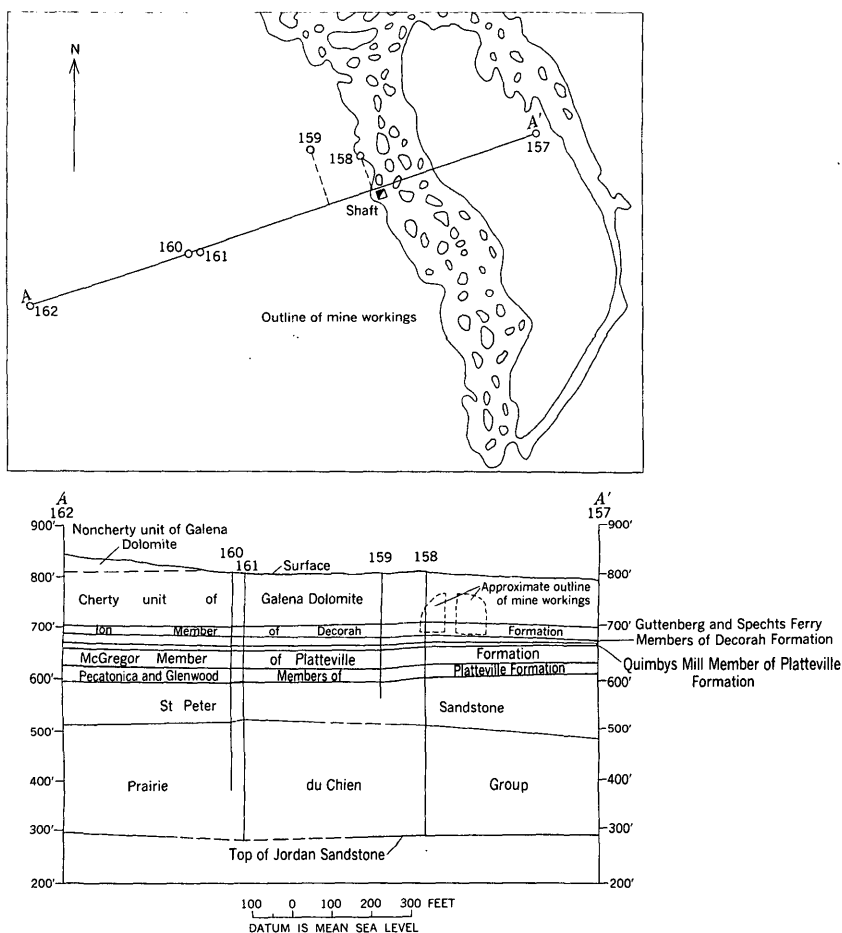 N
159
158
A'
157
Shaft
160
161
A
162
Outline of mine workings
A
162
A'
157
900'
900'
Noncherty unit of Galena
Dolomite
160
161
Surface
159
158
800'
800'
Cherty unit of Galena Dolomite
Approximate outline
of mine workings
700'
700'
Ion Member of Decorah Formation
Guttenberg and Spechts Ferry
Members of Decorah Formation
McGregor Member of Platteville Formation
Quimbys Mill Member of Platteville
Formation
Pecatonica and Glenwood Members of Platteville Formation
600'
600'
St Peter Sandstone
500'
500'
400'
400'
Prairie du Chien Group
300'
300'
Top of Jordan Sandstone
200'
200'
100 0 100 200 300 FEET
DATUM IS MEAN SEA LEVEL